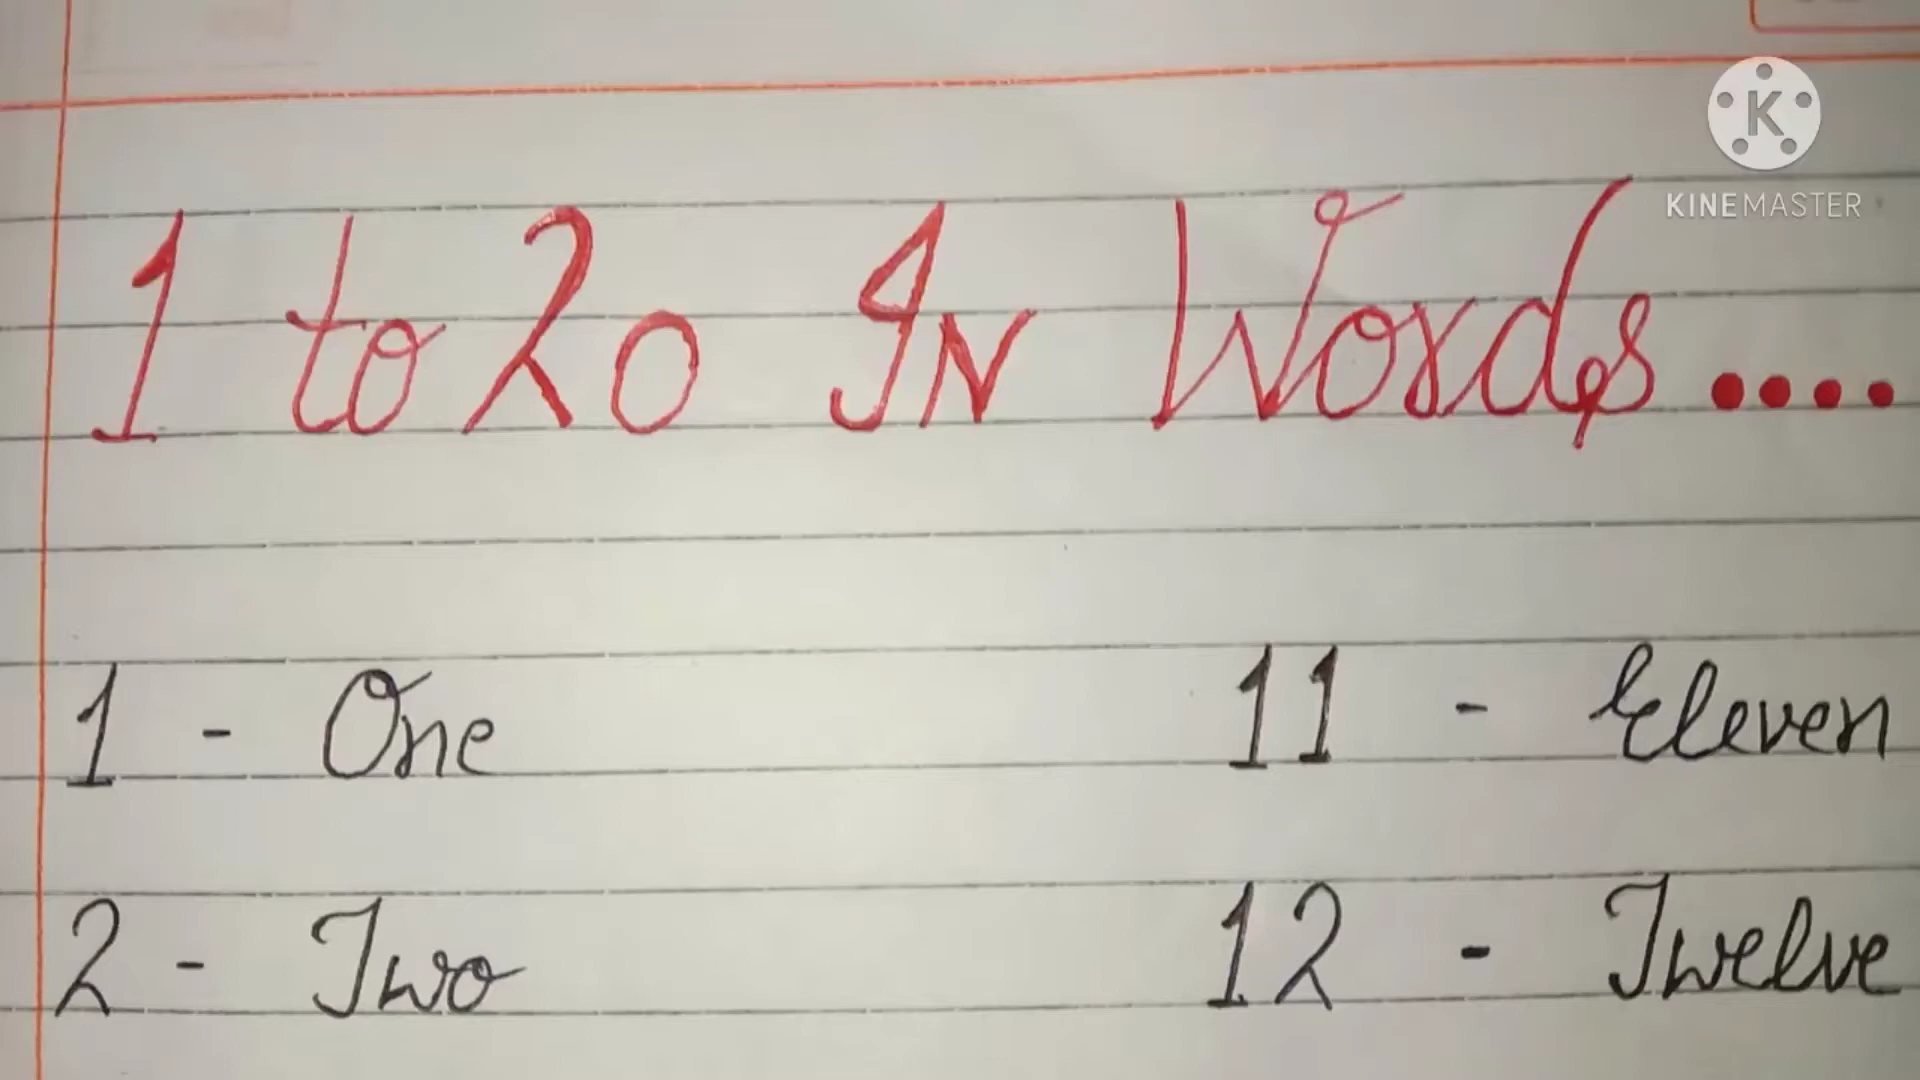 KINEMASTER
1 to 20 In Words....
1 - One 11 - Eleven
2 - Two 12 - Twelve